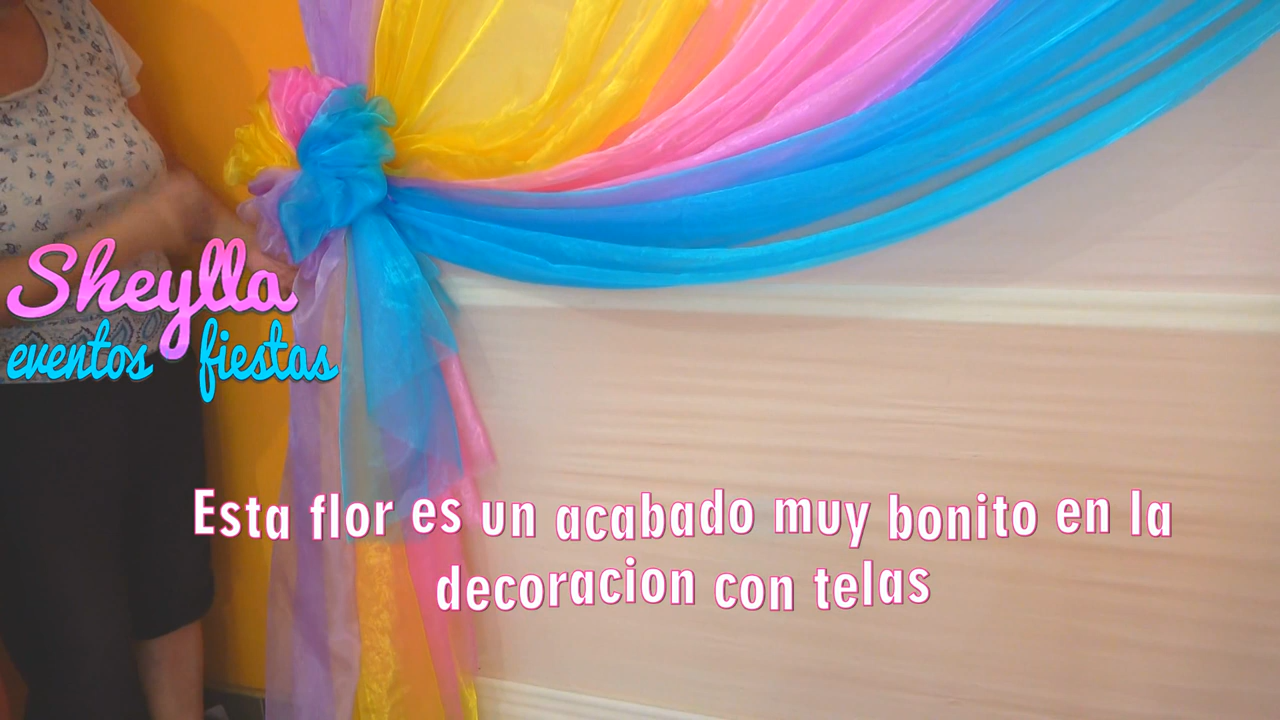 Sheylla
eventos fiestas
Esta flor es un acabado muy bonito en la
decoracion con telas